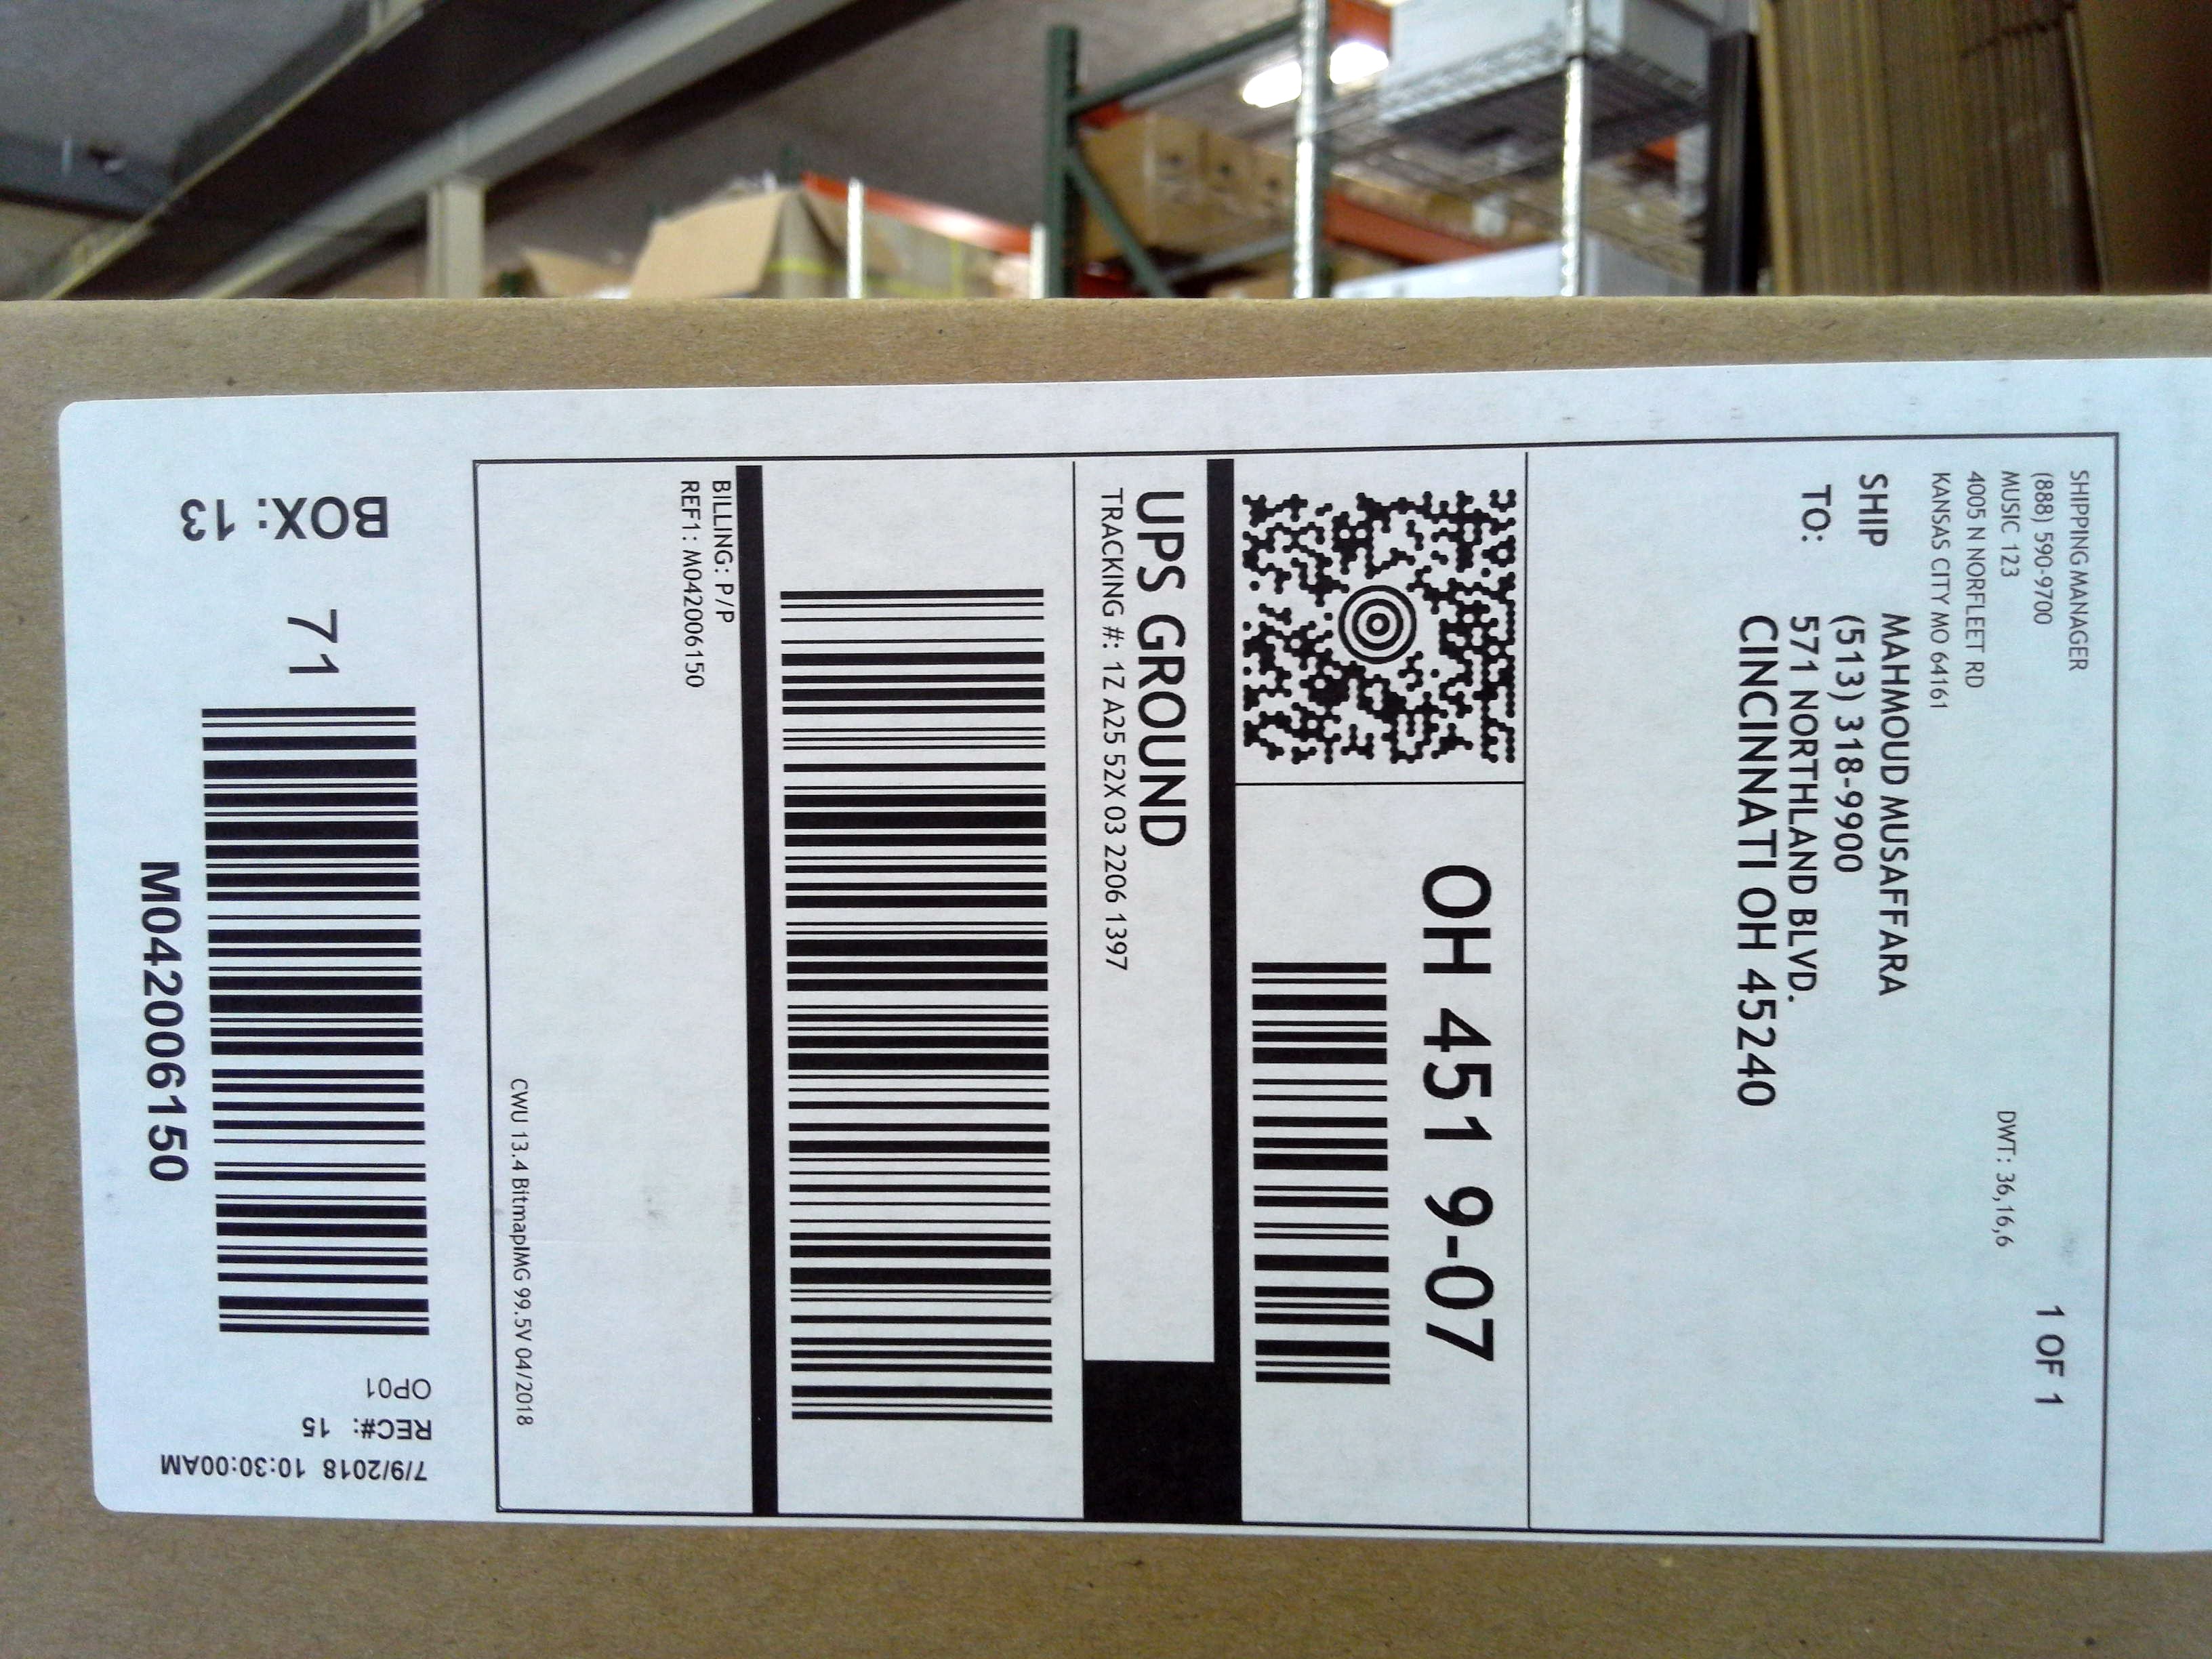 SHIPPING MANAGER
(888) 590-9700
MUSIC 123
4005 N NORFLEET RD
KANSAS CITY MO 64161
1 OF 1
DWT: 36,16,6
SHIP
TO:
MAHMOUD MUSAFFARA
(513) 318-9900
571 NORTHLAND BLVD.
CINCINNATI OH 45240
OH 451 9-07
UPS GROUND
TRACKING #: 1Z A25 52X 03 2206 1397
BILLING: P/P
REF1: M042006150
CWU 13.4 BitmapIMG 99.5V 04/2018
BOX: 13
71
M042006150
OP01
REC#: 15
7/9/2018 10:30:00AM